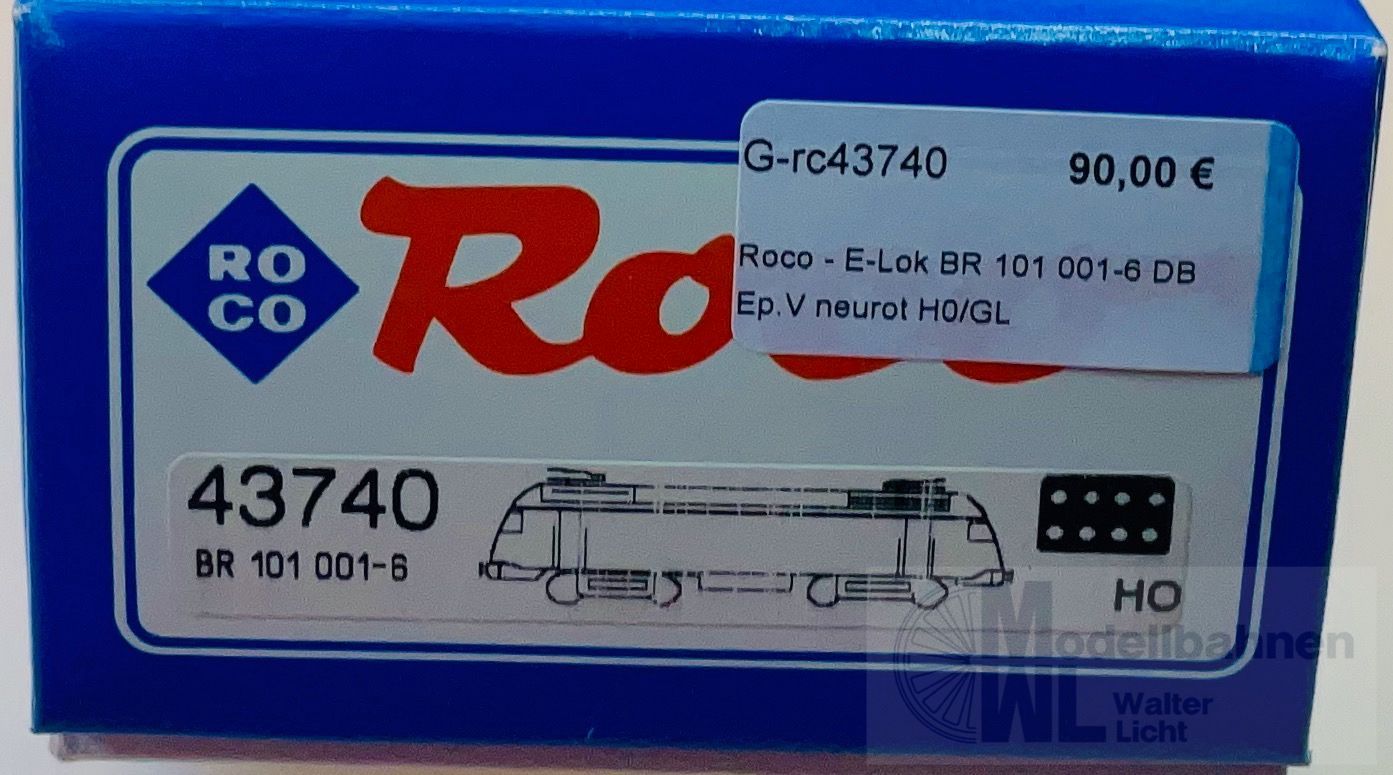 G-rc43740 90,00 €
Roco - E-Lok BR 101 001-6 DB
Ep.V neurot H0/GL
RO
CO
Roco
43740
BR 101 001-6
HO
Modellbahnen
WL Walter
Licht